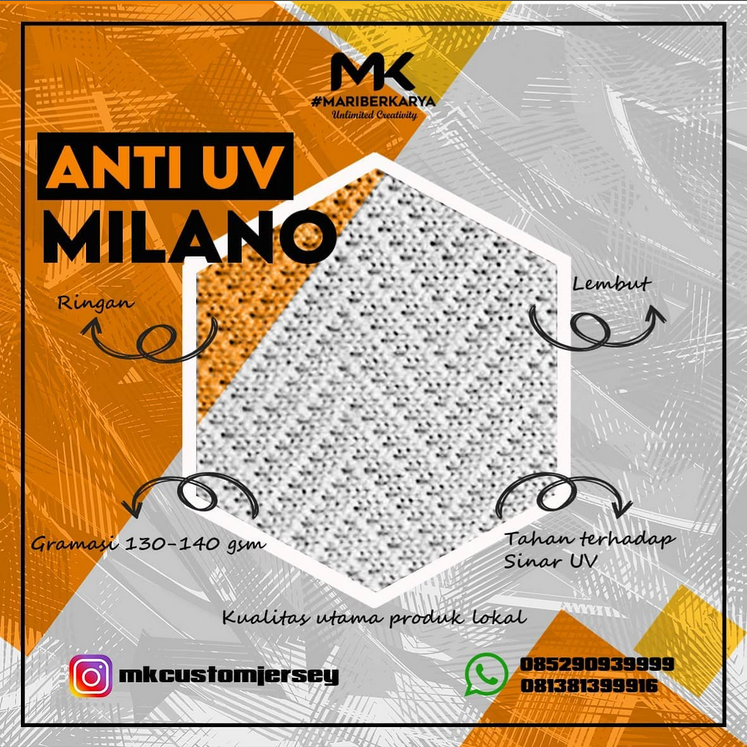 MK
#MARIBERKARYA
Unlimited Creativity
ANTI UV
MILANO
Ringan
Lembut
Gramasi 130-140 gsm
Tahan terhadap
Sinar UV
Kualitas utama produk lokal
mkcustomjersey
085290939999
081381399916